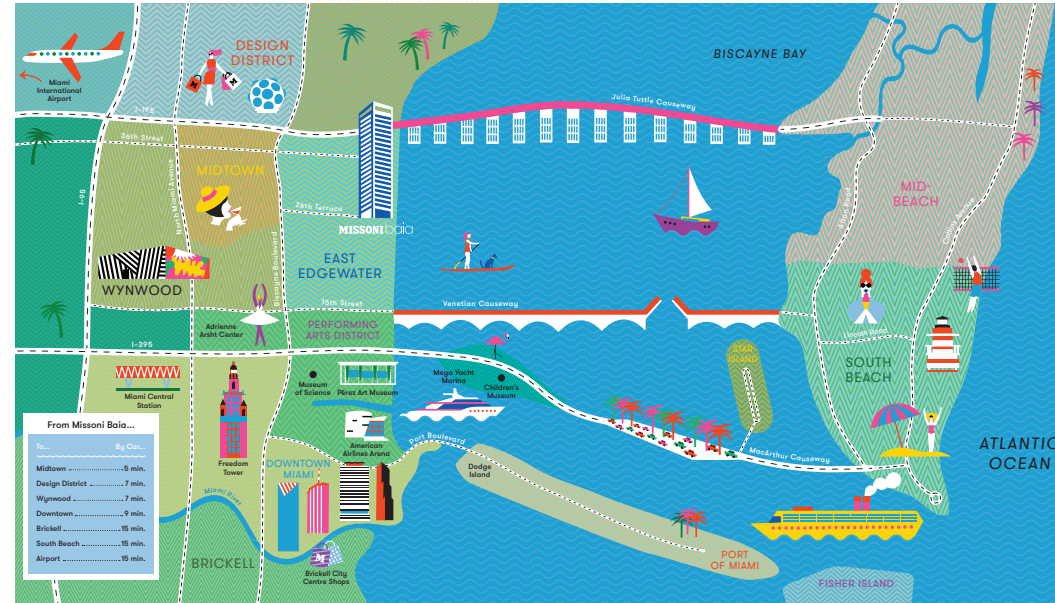 DESIGN
DISTRICT
BISCAYNE BAY
Miami
International
Airport
I-195
Julia Tuttle Causeway
36th Street
MIDTOWN
I-95
North Miami Avenue
26th Terrace
MISSONI baia
Alton Road
MID-
BEACH
Collins Avenue
EAST
EDGEWATER
Biscayne Boulevard
WYNWOOD
15th Street
Venetian Causeway
Adrienne
Arsht Center
PERFORMING
ARTS DISTRICT
I-395
Lincoln Road
STAR
ISLAND
SOUTH
BEACH
Miami Central
Station
Museum
of Science
Pérez Art Museum
Mega Yacht
Marina
Children's
Museum
From Missoni Baia...
To... By Car...
Midtown 5 min.
Design District 7 min.
Wynwood 7 min.
Downtown 9 min.
Brickell 15 min.
South Beach 15 min.
Airport 15 min.
Freedom
Tower
American
Airlines Arena
Port Boulevard
MacArthur Causeway
ATLANTIC
OCEAN
DOWNTOWN
MIAMI
Dodge
Island
Miami River
BRICKELL
M
Brickell City
Centre Shops
PORT
OF MIAMI
FISHER ISLAND